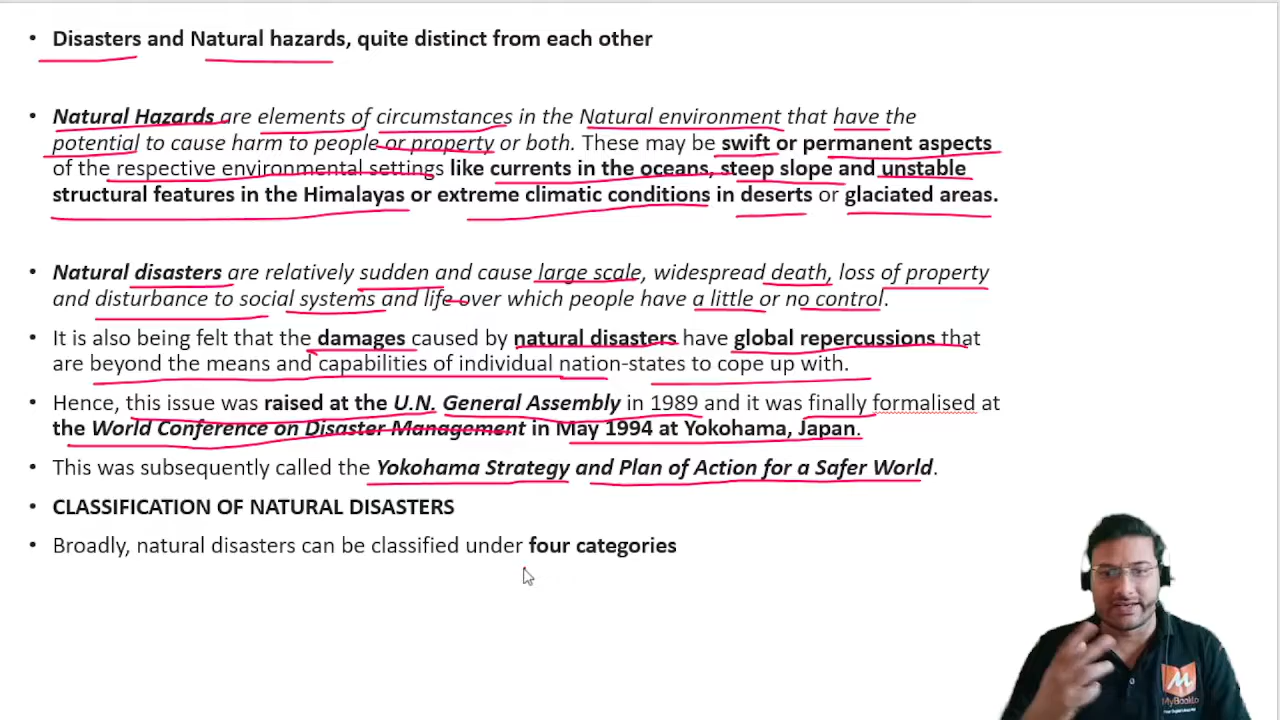 • Disasters and Natural hazards, quite distinct from each other
• Natural Hazards are elements of circumstances in the Natural environment that have the
potential to cause harm to people or property or both. These may be swift or permanent aspects
of the respective environmental settings like currents in the oceans, steep slope and unstable
structural features in the Himalayas or extreme climatic conditions in deserts or glaciated areas.
• Natural disasters are relatively sudden and cause large scale, widespread death, loss of property
and disturbance to social systems and life over which people have a little or no control.
• It is also being felt that the damages caused by natural disasters have global repercussions that
are beyond the means and capabilities of individual nation-states to cope up with.
• Hence, this issue was raised at the U.N. General Assembly in 1989 and it was finally formalised at
the World Conference on Disaster Management in May 1994 at Yokohama, Japan.
• This was subsequently called the Yokohama Strategy and Plan of Action for a Safer World.
• CLASSIFICATION OF NATURAL DISASTERS
• Broadly, natural disasters can be classified under four categories